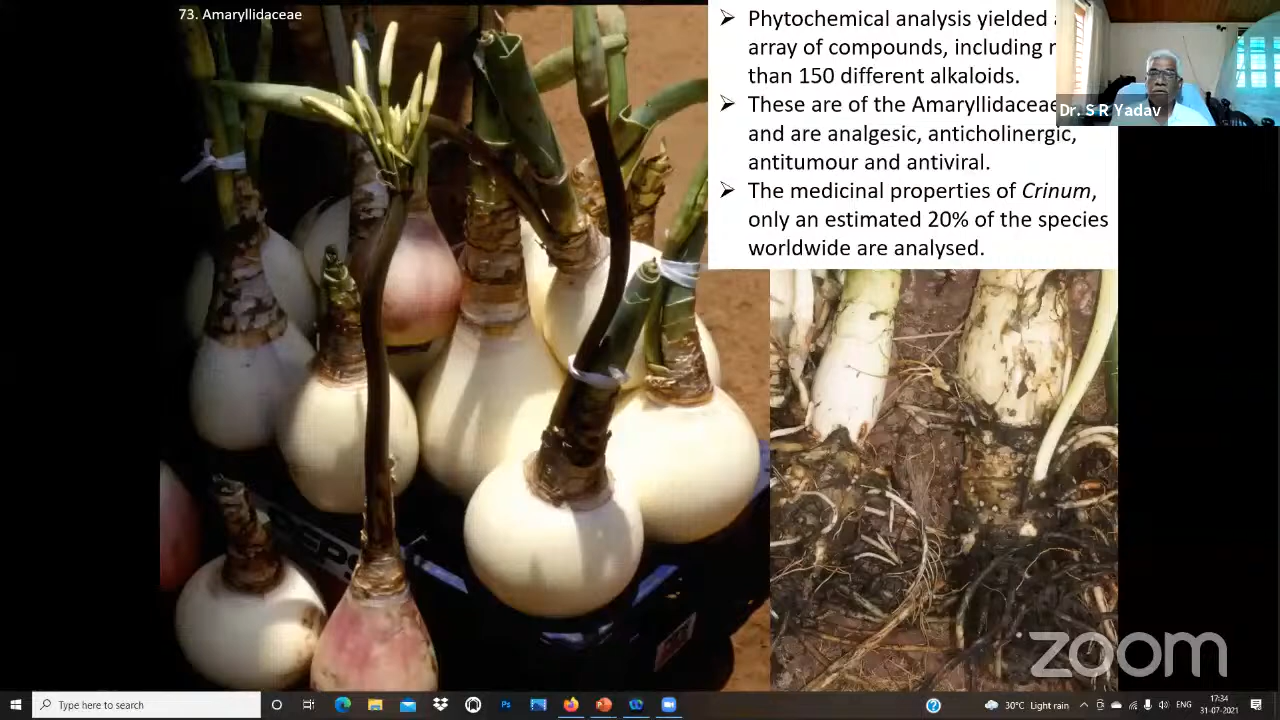 73. Amaryllidaceae
➢ Phytochemical analysis yielded
array of compounds, including
than 150 different alkaloids.
➢ These are of the Amaryllidaceae
and are analgesic, anticholinergic,
antitumour and antiviral.
➢ The medicinal properties of Crinum,
only an estimated 20% of the species
worldwide are analysed.
Dr. S R Yadav
zoom
Type here to search
Ps
30°C Light rain
ENG
17:34
31-07-2021